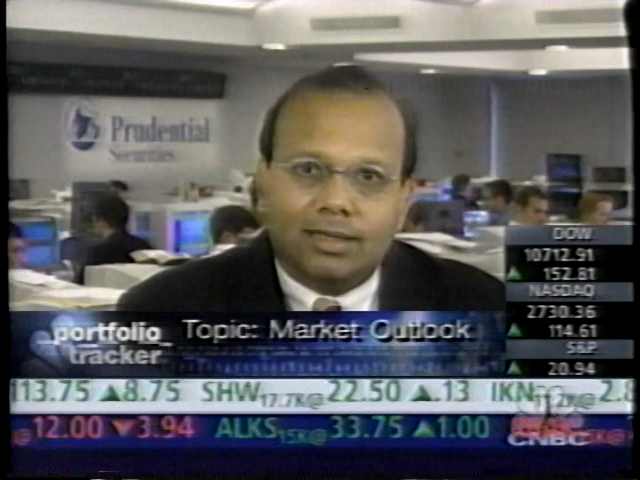 Prudential
Securities
DOW
10712.91
▲ 152.81
NASDAQ
2730.36
▲ 114.61
S&P
▲ 20.94
portfolio
tracker
Topic: Market Outlook
113.75 ▲8.75 SHW 17.7K@ 22.50 ▲.13 IKN
@ 12.00 ▼3.94 ALKS 15K@ 33.75 ▲1.00
CNBC